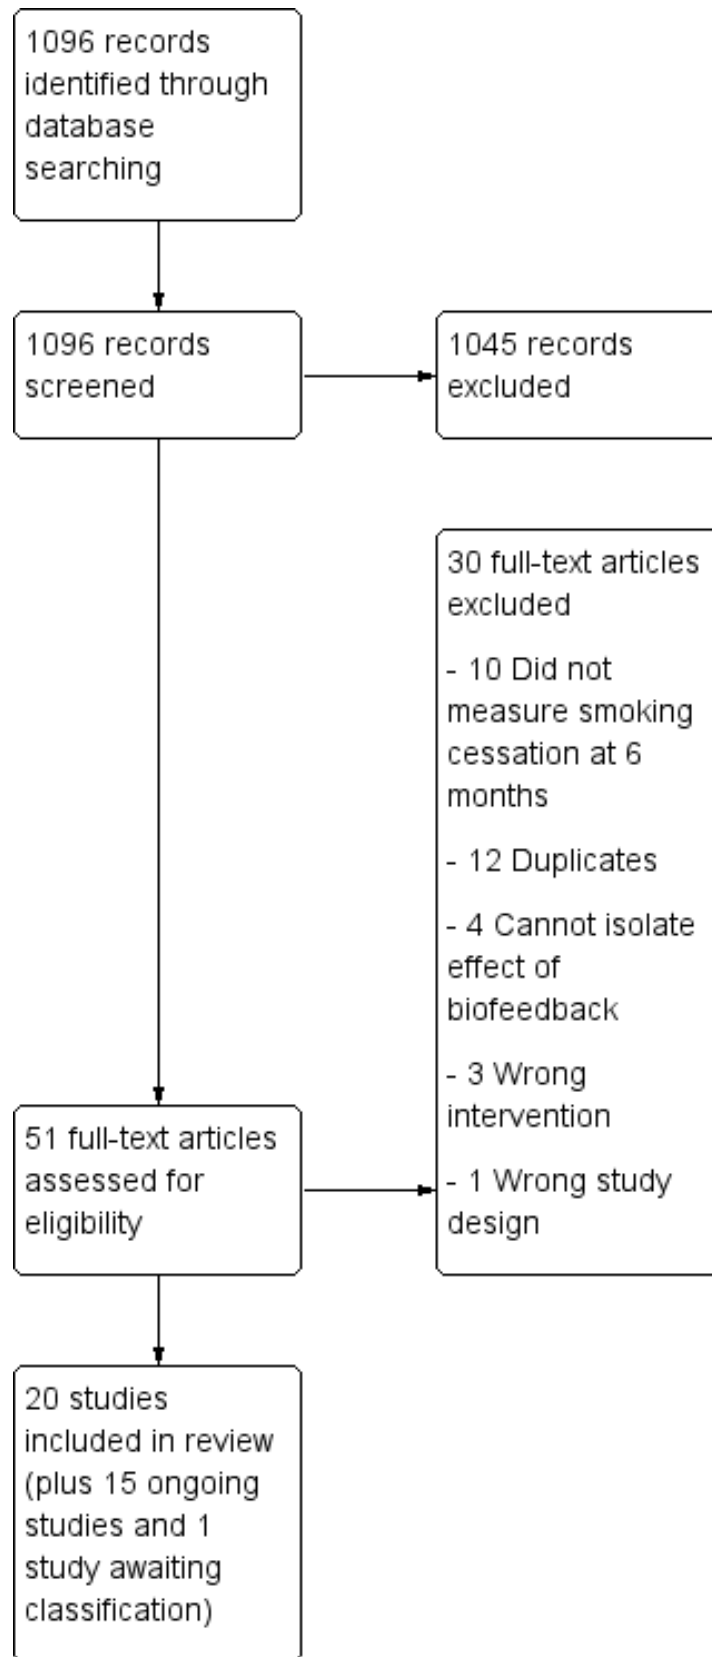 1096 records
identified through
database
searching
1096 records
screened
1045 records
excluded
30 full-text articles
excluded
- 10 Did not
measure smoking
cessation at 6
months
- 12 Duplicates
- 4 Cannot isolate
effect of
biofeedback
- 3 Wrong
intervention
- 1 Wrong study
design
51 full-text articles
assessed for
eligibility
20 studies
included in review
(plus 15 ongoing
studies and 1
study awaiting
classification)